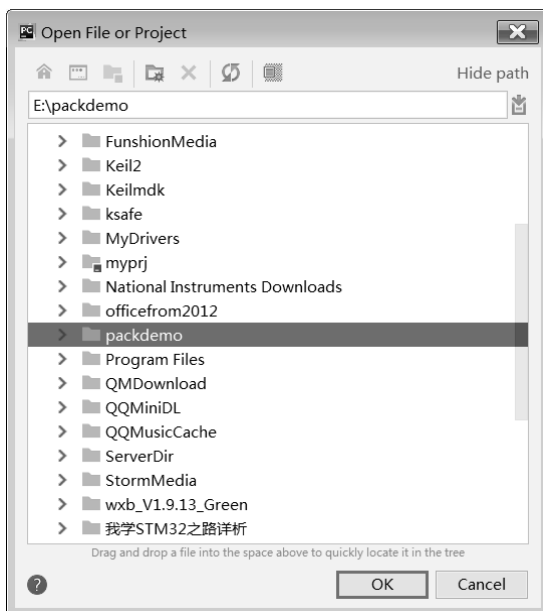 PC Open File or Project
Hide path
E:\packdemo
FunshionMedia
Keil2
Keilmdk
ksafe
MyDrivers
myprj
National Instruments Downloads
officefrom2012
packdemo
Program Files
QMDownload
QQMiniDL
QQMusicCache
ServerDir
StormMedia
wxb_V1.9.13_Green
我学STM32之路详析
Drag and drop a file into the space above to quickly locate it in the tree
? OK Cancel